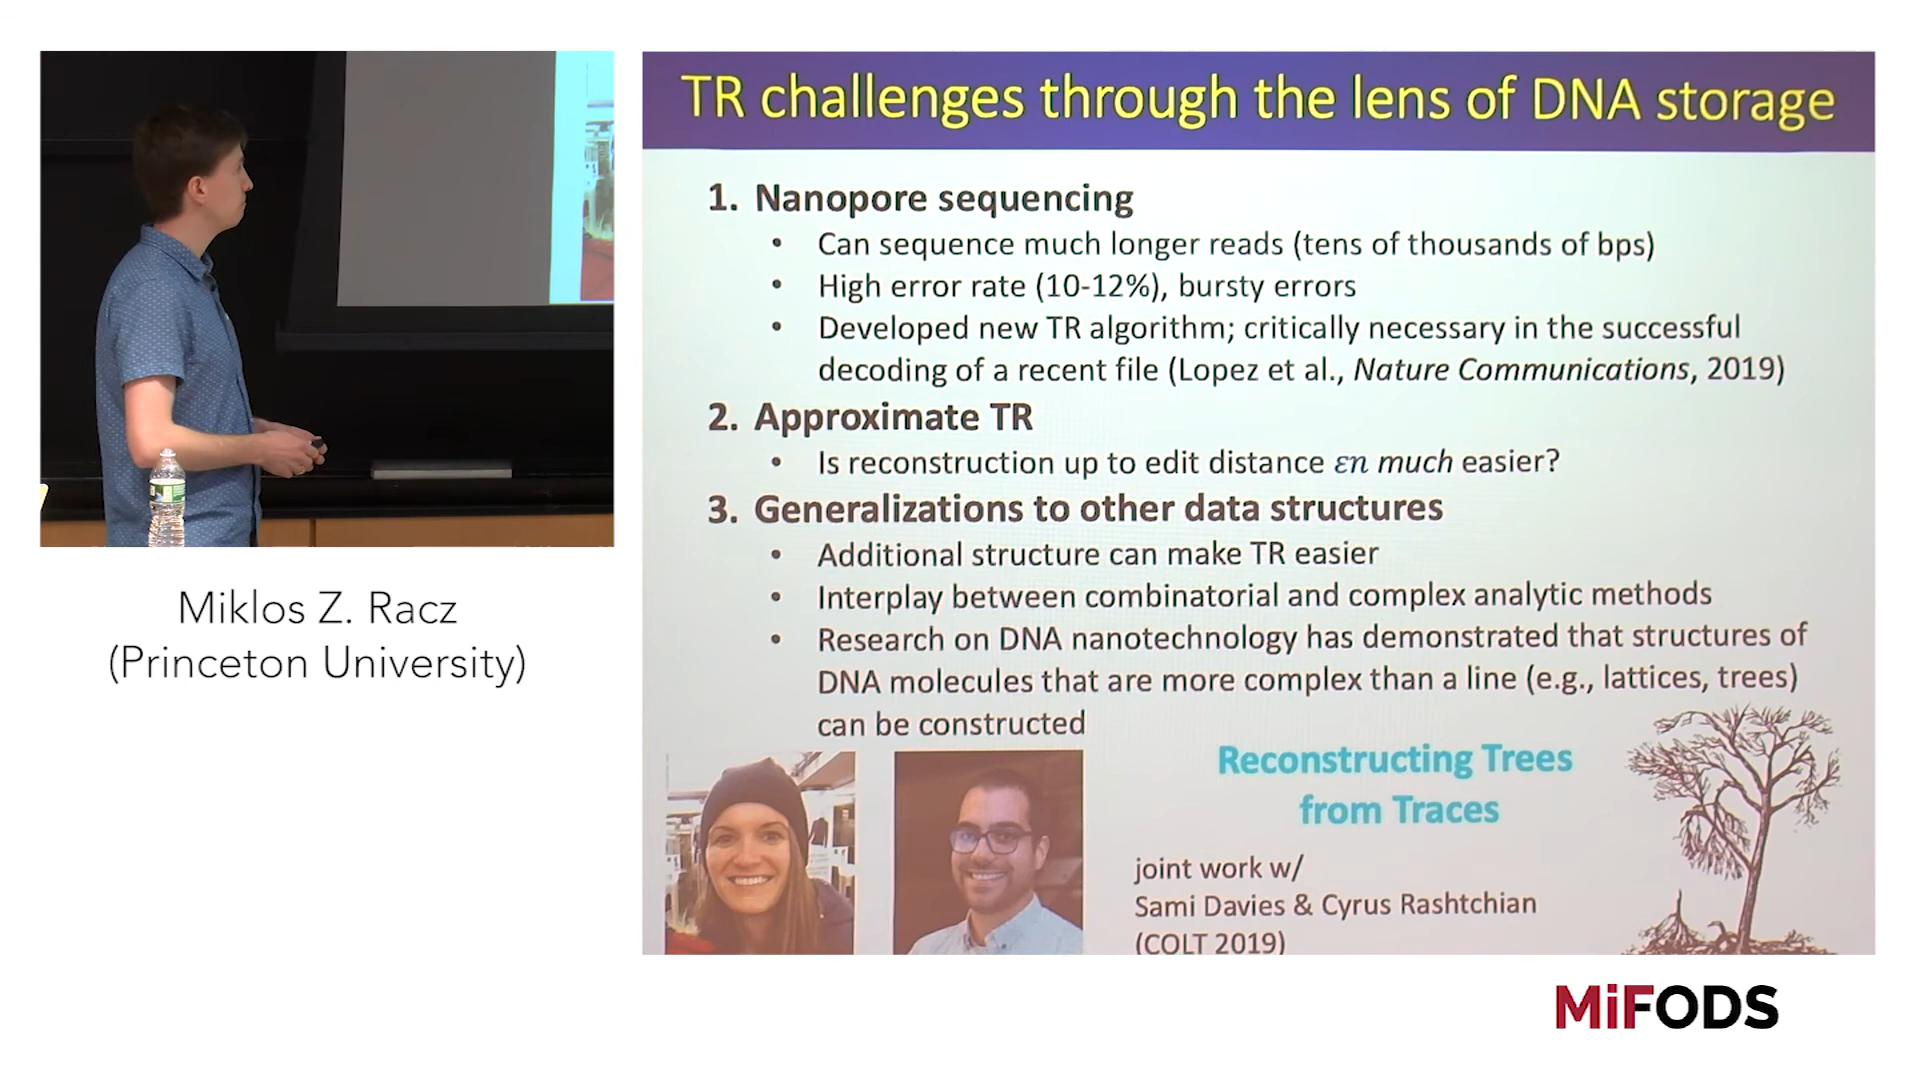 TR challenges through the lens of DNA storage
1. Nanopore sequencing
• Can sequence much longer reads (tens of thousands of bps)
• High error rate (10-12%), bursty errors
• Developed new TR algorithm; critically necessary in the successful
decoding of a recent file (Lopez et al., Nature Communications, 2019)
2. Approximate TR
• Is reconstruction up to edit distance εn much easier?
3. Generalizations to other data structures
• Additional structure can make TR easier
• Interplay between combinatorial and complex analytic methods
• Research on DNA nanotechnology has demonstrated that structures of
DNA molecules that are more complex than a line (e.g., lattices, trees)
can be constructed
Reconstructing Trees
from Traces
joint work w/
Sami Davies & Cyrus Rashtchian
(COLT 2019)
Miklos Z. Racz
(Princeton University)
MiFODS